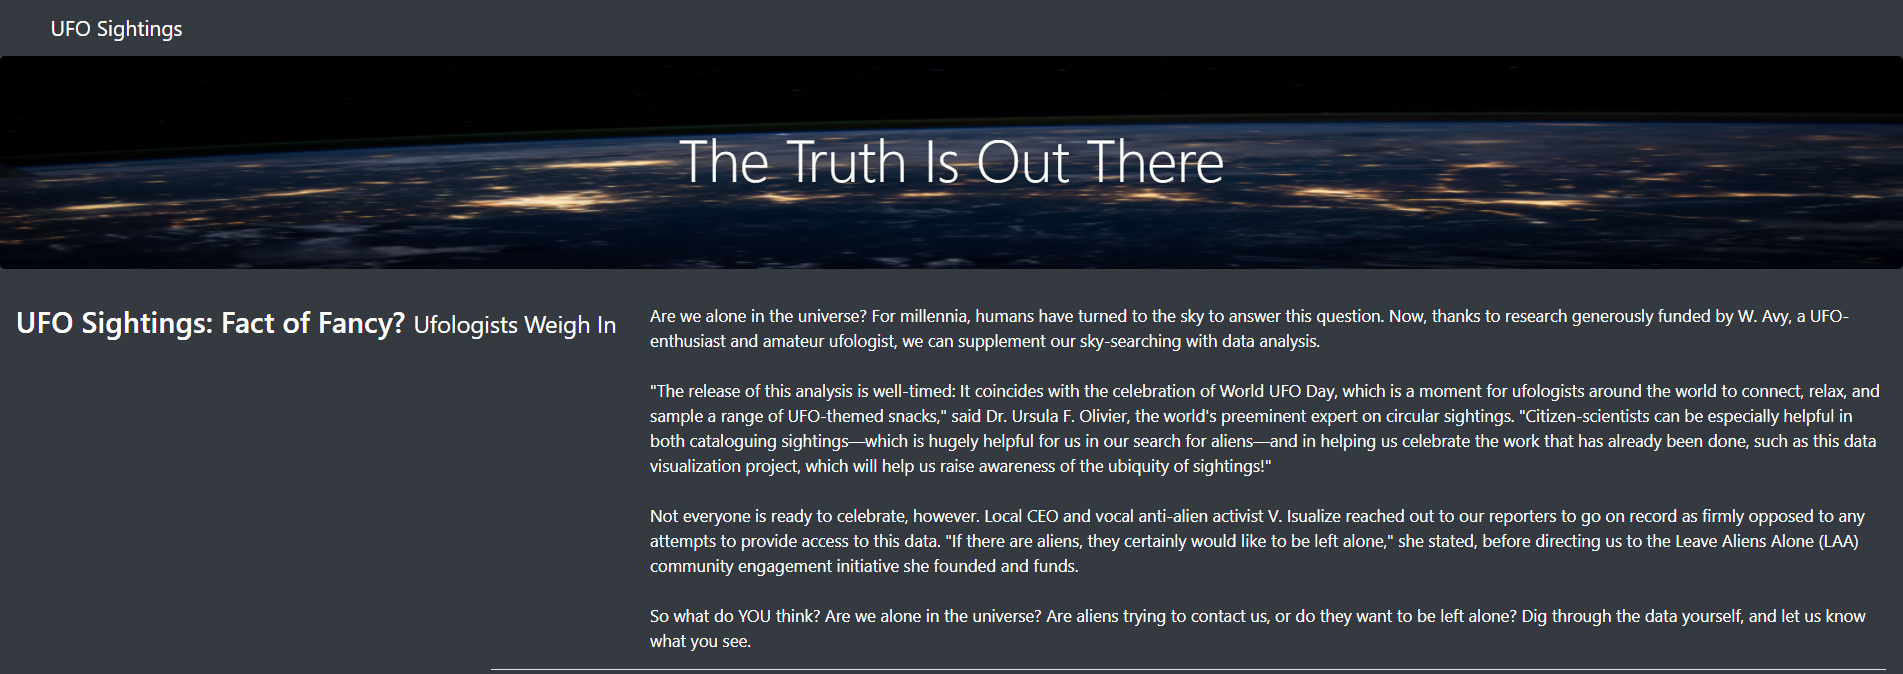 UFO Sightings
The Truth Is Out There
UFO Sightings: Fact of Fancy? Ufologists Weigh In
Are we alone in the universe? For millennia, humans have turned to the sky to answer this question. Now, thanks to research generously funded by W. Avy, a UFO-
enthusiast and amateur ufologist, we can supplement our sky-searching with data analysis.
"The release of this analysis is well-timed: It coincides with the celebration of World UFO Day, which is a moment for ufologists around the world to connect, relax, and
sample a range of UFO-themed snacks," said Dr. Ursula F. Olivier, the world's preeminent expert on circular sightings. "Citizen-scientists can be especially helpful in
both cataloguing sightings—which is hugely helpful for us in our search for aliens—and in helping us celebrate the work that has already been done, such as this data
visualization project, which will help us raise awareness of the ubiquity of sightings!"
Not everyone is ready to celebrate, however. Local CEO and vocal anti-alien activist V. Isualize reached out to our reporters to go on record as firmly opposed to any
attempts to provide access to this data. "If there are aliens, they certainly would like to be left alone," she stated, before directing us to the Leave Aliens Alone (LAA)
community engagement initiative she founded and funds.
So what do YOU think? Are we alone in the universe? Are aliens trying to contact us, or do they want to be left alone? Dig through the data yourself, and let us know
what you see.